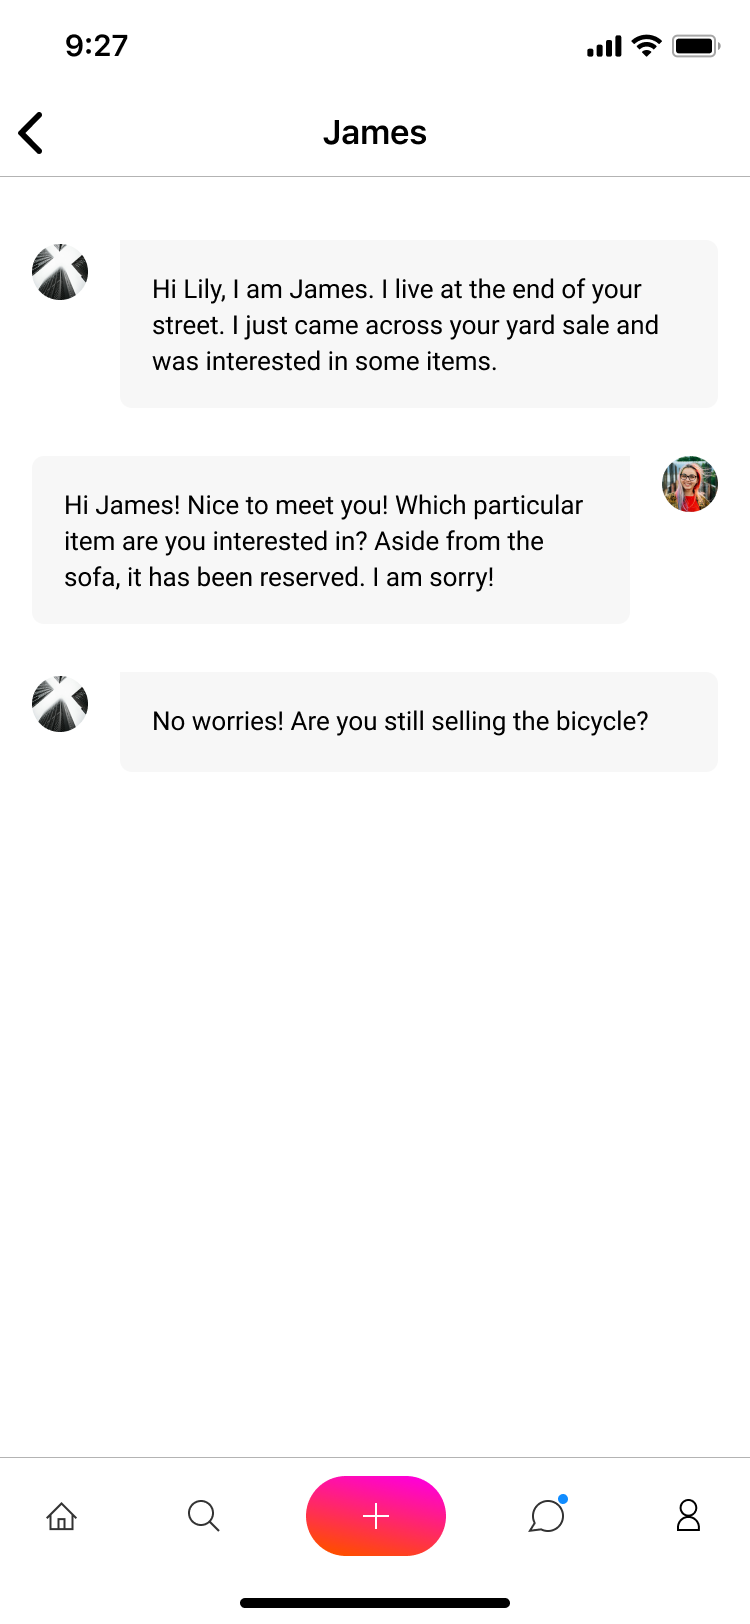 9:27
James
Hi Lily, I am James. I live at the end of your
street. I just came across your yard sale and
was interested in some items.
Hi James! Nice to meet you! Which particular
item are you interested in? Aside from the
sofa, it has been reserved. I am sorry!
No worries! Are you still selling the bicycle?